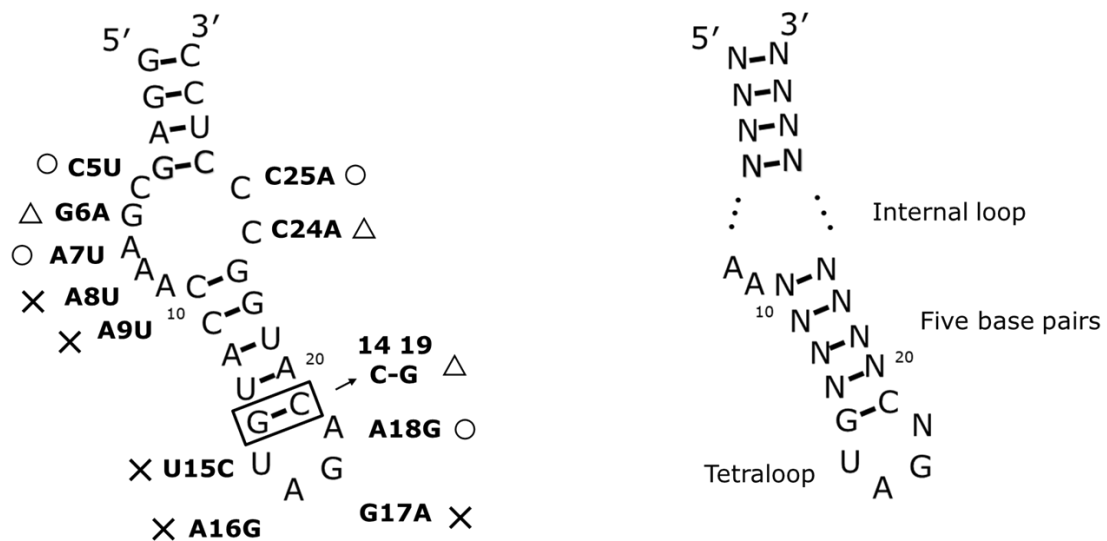 5′ 3′
G C
G C
A U
G C
C5U C C C25A
G6A G C C24A
A7U A
A A C G
A8U
10 C G
A9U
A U
U A 20
14 19
C-G
G C
A A18G
U15C U G
A
A16G G17A
5′ 3′
N N
N N
N N
N N
Internal loop
A A N N
10 N N
Five base pairs
N N
N N 20
G C
N
Tetraloop U G
A